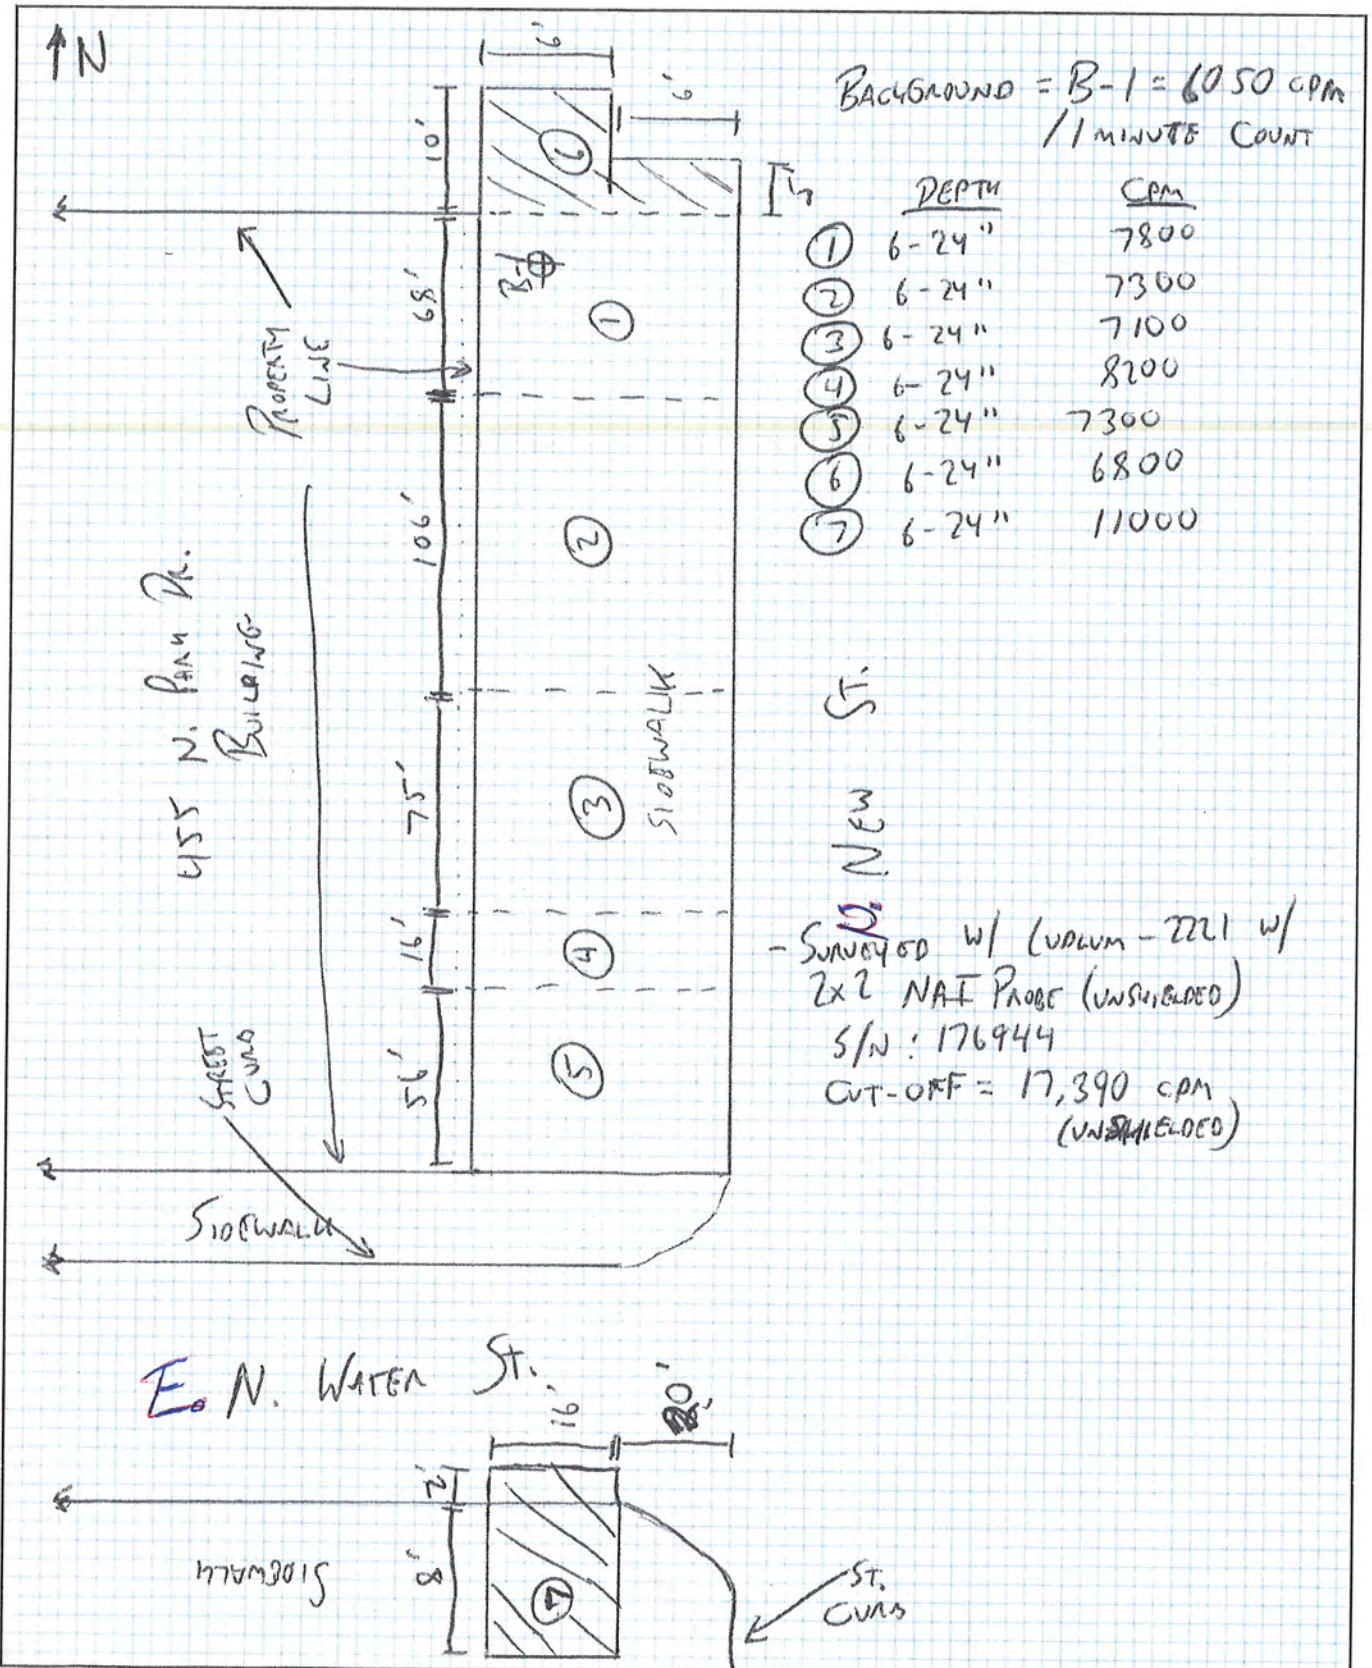 N
6'
6'
10'
5'
BACKGROUND = B-1 = 6050 CPM
/ 1 MINUTE COUNT
DEPTH CPM
① 6-24" 7800
② 6-24" 7300
③ 6-24" 7100
④ 6-24" 8200
⑤ 6-24" 7300
⑥ 6-24" 6800
⑦ 6-24" 11000
⑥
B-1
68'
①
PROPERTY
LINE
106'
②
455 N. PARK DR.
BUILDING
75'
③
SIDEWALK
N. NEW ST.
16'
④
56'
⑤
STREET
CURB
SIDEWALK
- SURVEYED W/ LUDLUM-2221 W/
2x2 NAI PROBE (UNSHIELDED)
S/N: 176944
CUT-OFF = 17,390 CPM
(UNSHIELDED)
E. N. WATER ST.
16'
20'
2'
8'
SIDEWALK
⑦
ST.
CURB